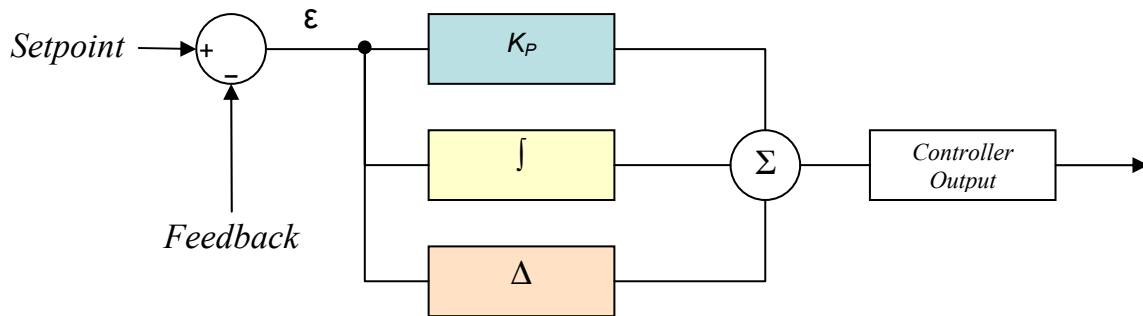 ε
K_P
Setpoint
+
−
∫
Σ
Controller
Output
Feedback
Δ